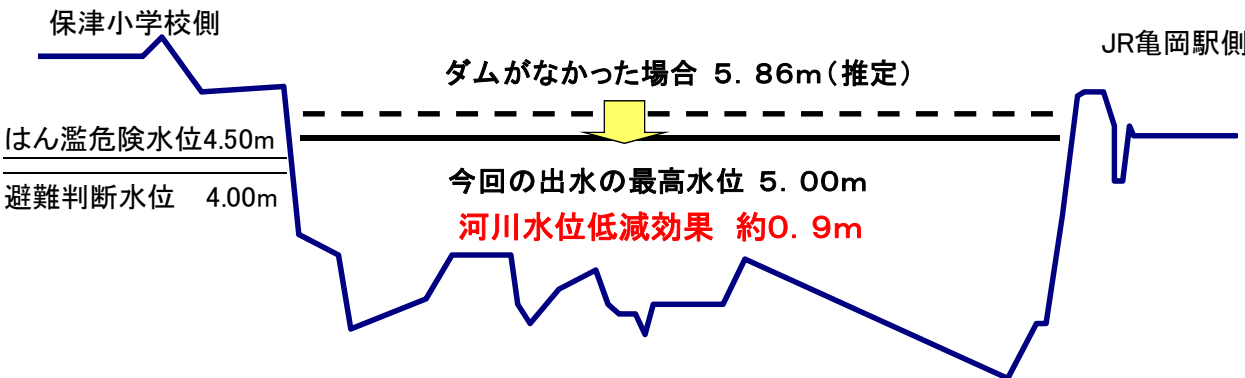 保津小学校側
JR亀岡駅側
ダムがなかった場合 5.86m(推定)
はん濫危険水位4.50m
今回の出水の最高水位 5.00m
避難判断水位 4.00m
河川水位低減効果 約0.9m